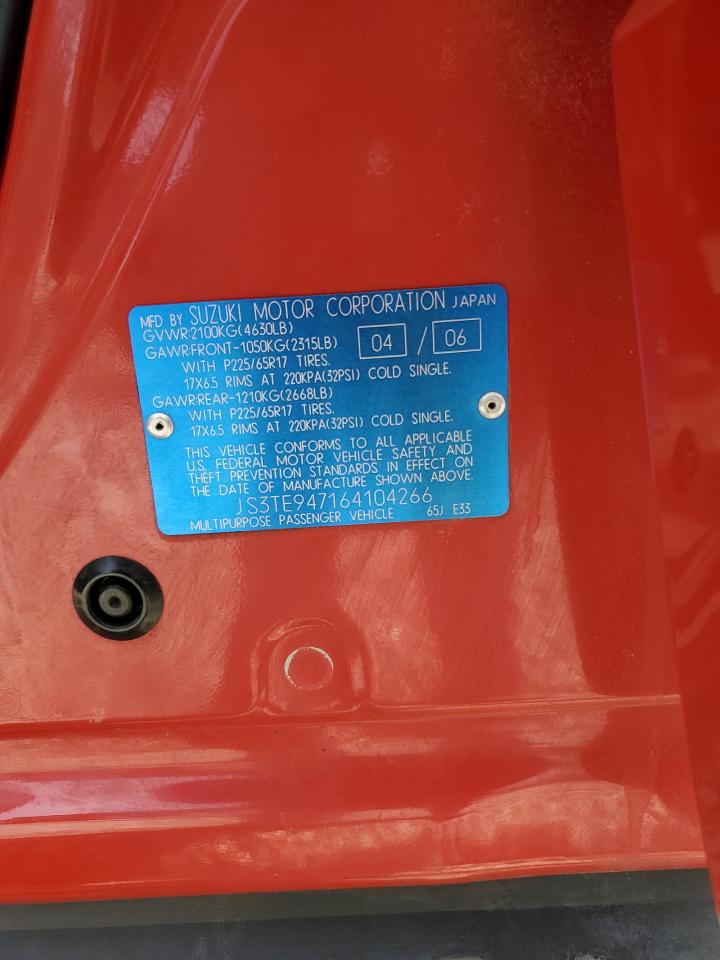 MFD BY SUZUKI MOTOR CORPORATION JAPAN
GVWR:2100KG(4630LB)
GAWR:FRONT-1050KG(2315LB) 04 / 06
WITH P225/65R17 TIRES.
17X6.5 RIMS AT 220KPA(32PSI) COLD SINGLE.
GAWR:REAR-1210KG(2668LB)
WITH P225/65R17 TIRES.
17X6.5 RIMS AT 220KPA(32PSI) COLD SINGLE.
THIS VEHICLE CONFORMS TO ALL APPLICABLE
U.S. FEDERAL MOTOR VEHICLE SAFETY AND
THEFT PREVENTION STANDARDS IN EFFECT ON
THE DATE OF MANUFACTURE SHOWN ABOVE.
JS3TE947164104266
MULTIPURPOSE PASSENGER VEHICLE 65J E33